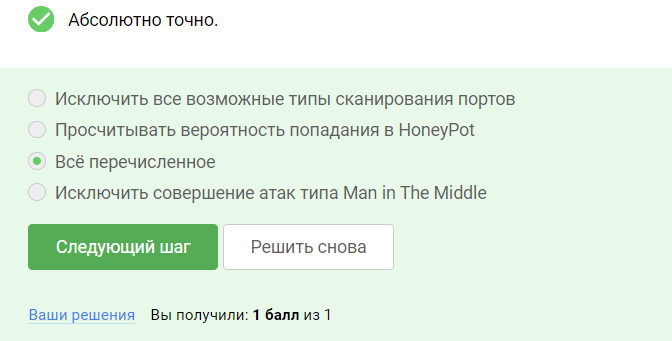 Абсолютно точно.
Исключить все возможные типы сканирования портов
Просчитывать вероятность попадания в HoneyPot
Всё перечисленное
Исключить совершение атак типа Man in The Middle
Следующий шаг Решить снова
Ваши решения Вы получили: 1 балл из 1